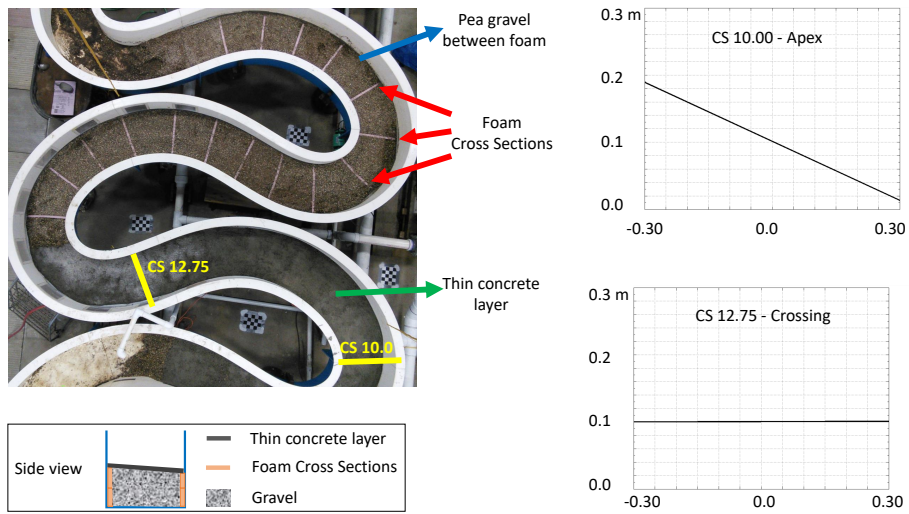 Pea gravel
between foam
Foam
Cross Sections
CS 12.75
Thin concrete
layer
CS 10.0
Side view
Thin concrete layer
Foam Cross Sections
Gravel
0.3 m
CS 10.00 - Apex
0.2
0.1
0.0
-0.30
0.0
0.30
0.3 m
CS 12.75 - Crossing
0.2
0.1
0.0
-0.30
0.0
0.30